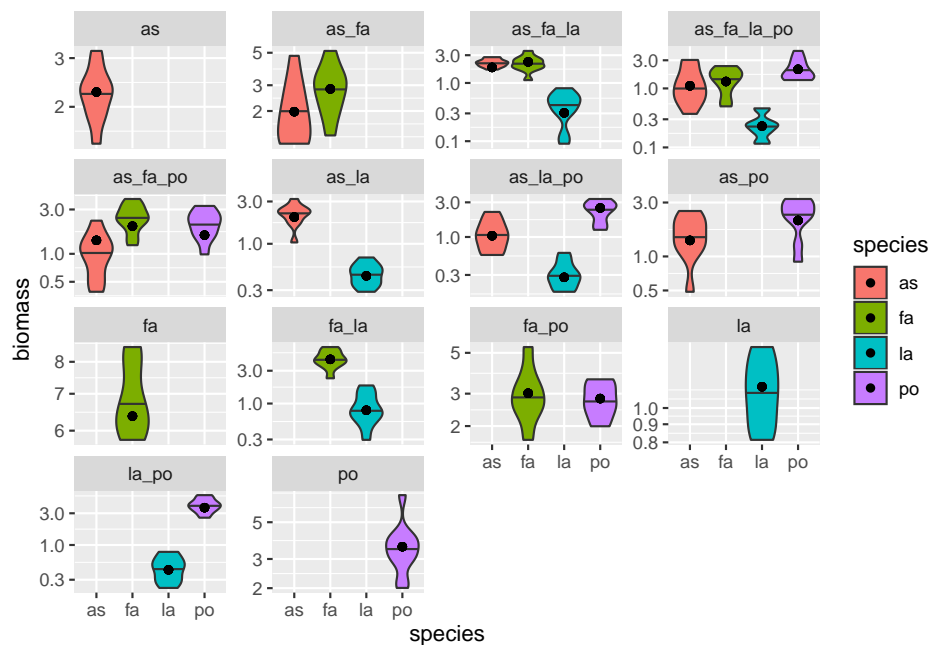 as
as_fa
as_fa_la
as_fa_la_po
3
2
5
3
2
3.0
1.0
0.3
0.1
3.0
1.0
0.3
0.1
as_fa_po
as_la
as_la_po
as_po
3.0
1.0
0.5
3.0
1.0
0.3
3.0
1.0
0.3
3.0
1.0
0.5
fa
fa_la
fa_po
la
8
7
6
3.0
1.0
0.3
5
3
2
1.0
0.9
0.8
as fa la po
as fa la po
la_po
po
3.0
1.0
0.3
5
3
2
as fa la po
as fa la po
species
biomass
species
as
fa
la
po